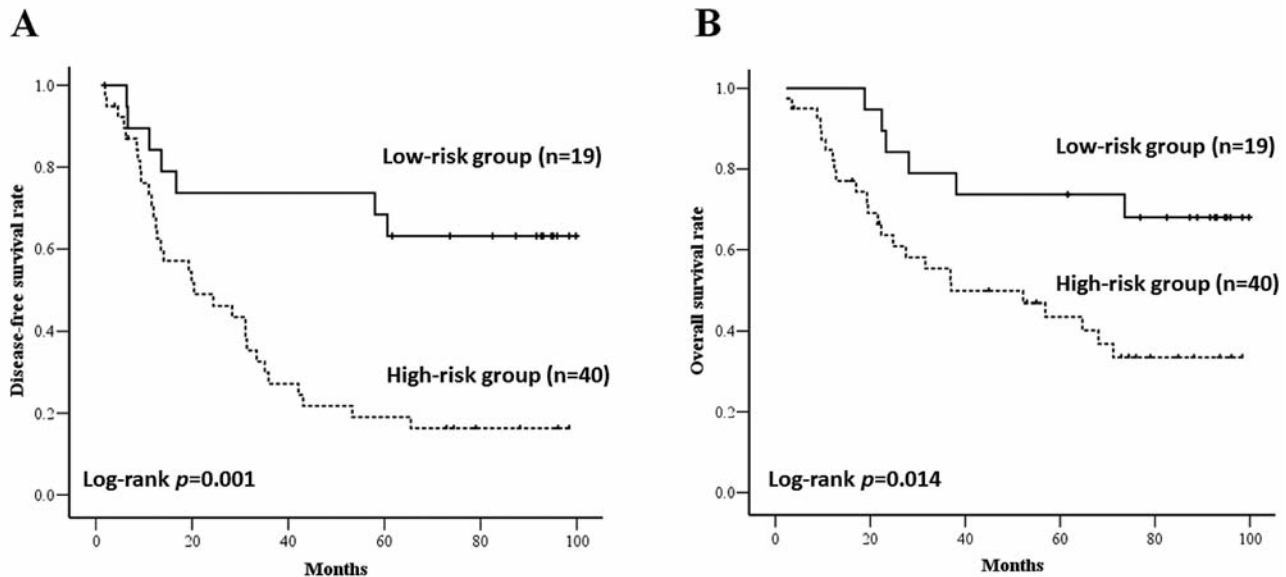 A
Disease-free survival rate
1.0
0.8
0.6
0.4
0.2
0.0
Low-risk group (n=19)
High-risk group (n=40)
Log-rank p=0.001
0 20 40 60 80 100
Months
B
Overall survival rate
1.0
0.8
0.6
0.4
0.2
0.0
Low-risk group (n=19)
High-risk group (n=40)
Log-rank p=0.014
0 20 40 60 80 100
Months